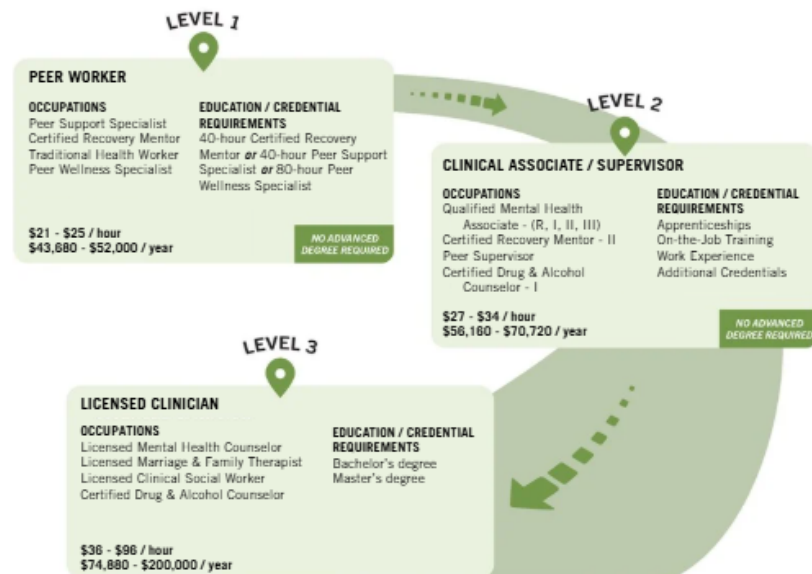 LEVEL 1
PEER WORKER
OCCUPATIONS
Peer Support Specialist
Certified Recovery Mentor
Traditional Health Worker
Peer Wellness Specialist
EDUCATION / CREDENTIAL
REQUIREMENTS
40-hour Certified Recovery
Mentor or 40-hour Peer Support
Specialist or 80-hour Peer
Wellness Specialist
$21 - $25 / hour
$43,680 - $52,000 / year
NO ADVANCED
DEGREE REQUIRED
LEVEL 2
CLINICAL ASSOCIATE / SUPERVISOR
OCCUPATIONS
Qualified Mental Health
Associate - (R, I, II, III)
Certified Recovery Mentor - II
Peer Supervisor
Certified Drug & Alcohol
Counselor - I
EDUCATION / CREDENTIAL
REQUIREMENTS
Apprenticeships
On-the-Job Training
Work Experience
Additional Credentials
$27 - $34 / hour
$56,160 - $70,720 / year
NO ADVANCED
DEGREE REQUIRED
LEVEL 3
LICENSED CLINICIAN
OCCUPATIONS
Licensed Mental Health Counselor
Licensed Marriage & Family Therapist
Licensed Clinical Social Worker
Certified Drug & Alcohol Counselor
EDUCATION / CREDENTIAL
REQUIREMENTS
Bachelor's degree
Master's degree
$36 - $96 / hour
$74,880 - $200,000 / year